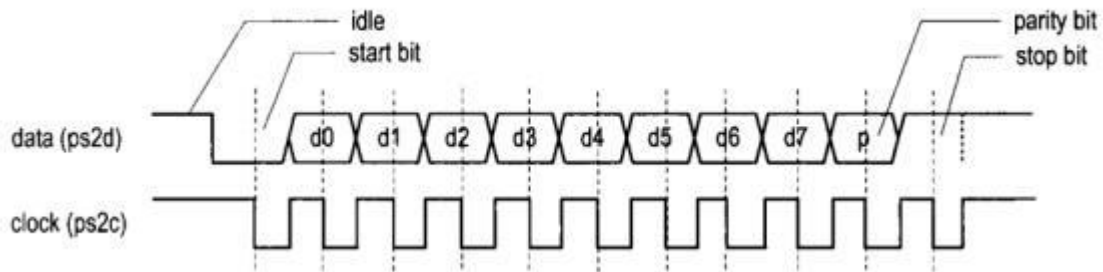 idle
parity bit
start bit
stop bit
data (ps2d)
d0 d1 d2 d3 d4 d5 d6 d7 p
clock (ps2c)